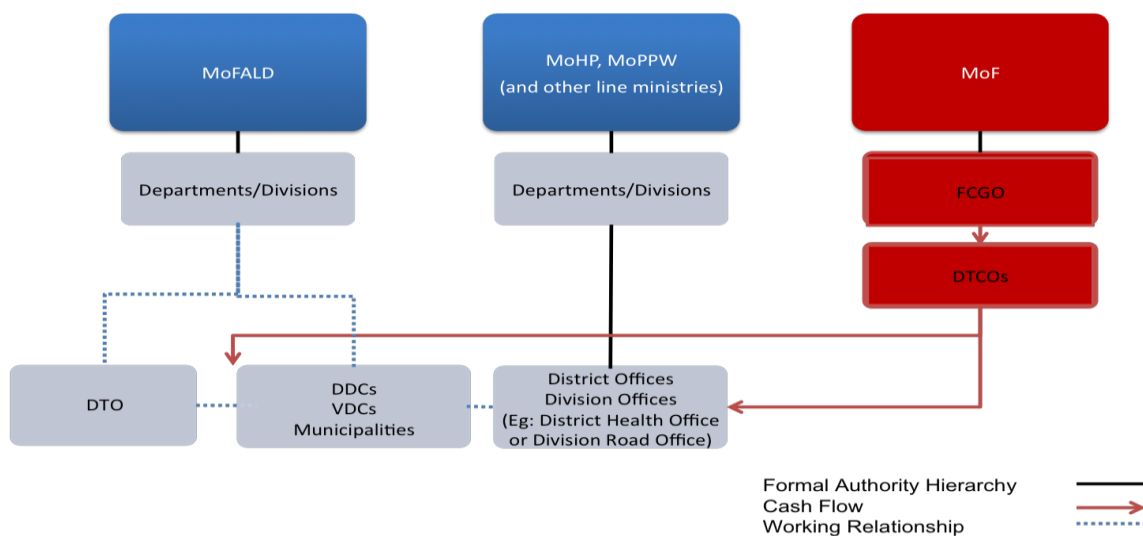 MoFALD
MoHP, MoPPW
(and other line ministries)
MoF
Departments/Divisions
Departments/Divisions
FCGO
DTCOs
DTO
DDCs
VDCs
Municipalities
District Offices
Division Offices
(Eg: District Health Office
or Division Road Office)
Formal Authority Hierarchy
Cash Flow
Working Relationship